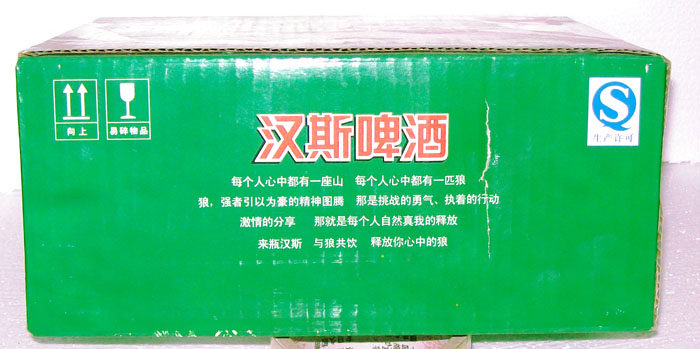 向上
易碎物品
生产许可
汉斯啤酒
每个人心中都有一座山 每个人心中都有一匹狼
狼，强者引以为豪的精神图腾 那是挑战的勇气、执着的行动
激情的分享 那就是每个人自然真我的释放
来瓶汉斯 与狼共饮 释放你心中的狼